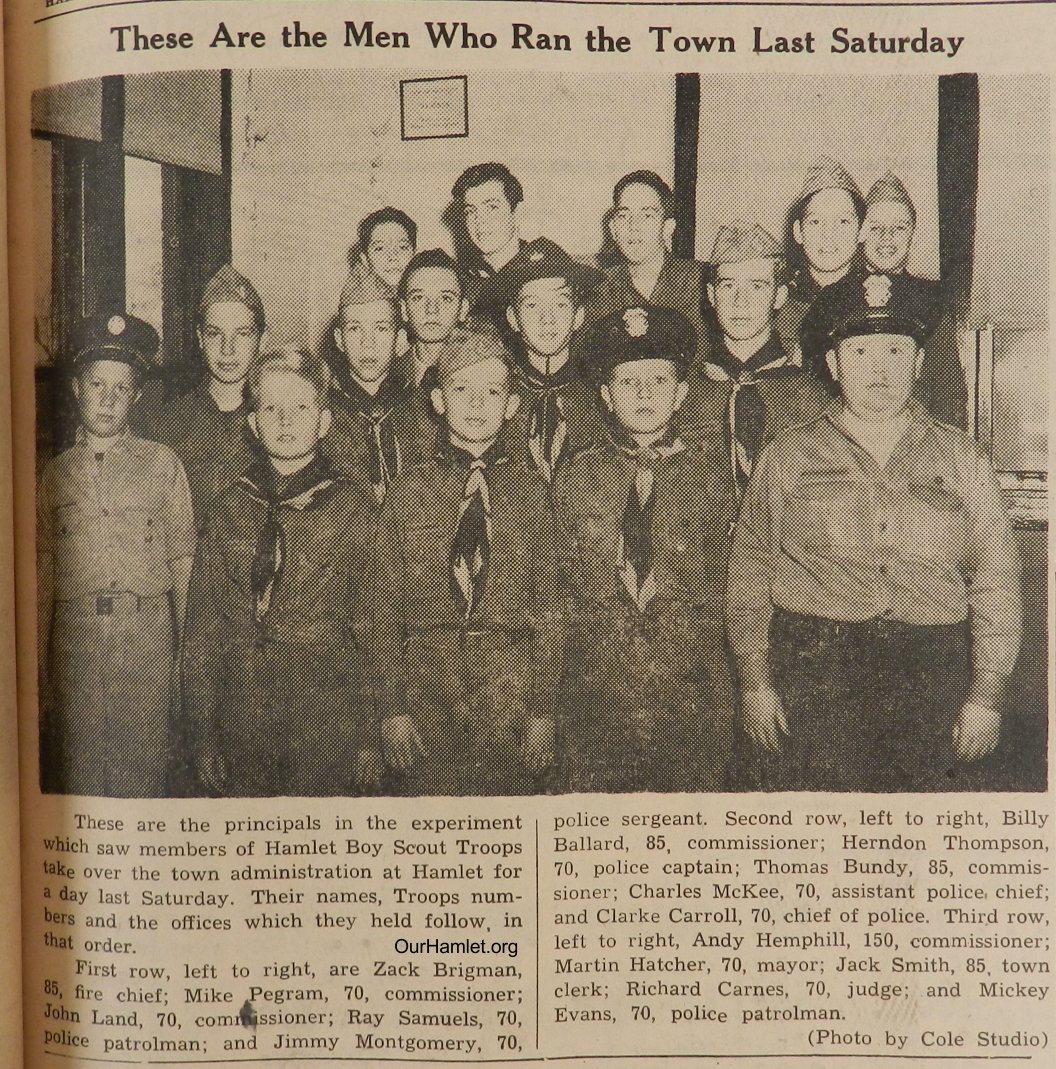 These Are the Men Who Ran the Town Last Saturday
These are the principals in the experiment
which saw members of Hamlet Boy Scout Troops
take over the town administration at Hamlet for
a day last Saturday. Their names, Troops num-
bers and the offices which they held follow, in
that order.
OurHamlet.org
First row, left to right, are Zack Brigman,
85, fire chief; Mike Pegram, 70, commissioner;
John Land, 70, commissioner; Ray Samuels, 70,
police patrolman; and Jimmy Montgomery, 70,
police sergeant. Second row, left to right, Billy
Ballard, 85, commissioner; Herndon Thompson,
70, police captain; Thomas Bundy, 85, commis-
sioner; Charles McKee, 70, assistant police chief;
and Clarke Carroll, 70, chief of police. Third row,
left to right, Andy Hemphill, 150, commissioner;
Martin Hatcher, 70, mayor; Jack Smith, 85, town
clerk; Richard Carnes, 70, judge; and Mickey
Evans, 70, police patrolman.
(Photo by Cole Studio)